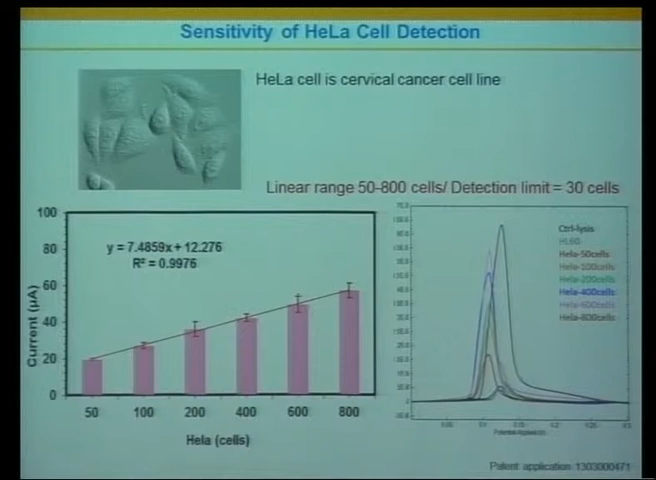 Sensitivity of HeLa Cell Detection
HeLa cell is cervical cancer cell line
Linear range 50-800 cells/ Detection limit = 30 cells
y = 7.4859x + 12.276
R² = 0.9976
Current (µA)
100
80
60
40
20
0
50 100 200 400 600 800
Hela (cells)
Ctrl-lysis
HL60
Hela-50cells
Hela-100cells
Hela-200cells
Hela-400cells
Hela-600cells
Hela-800cells
Patent application 1303000471